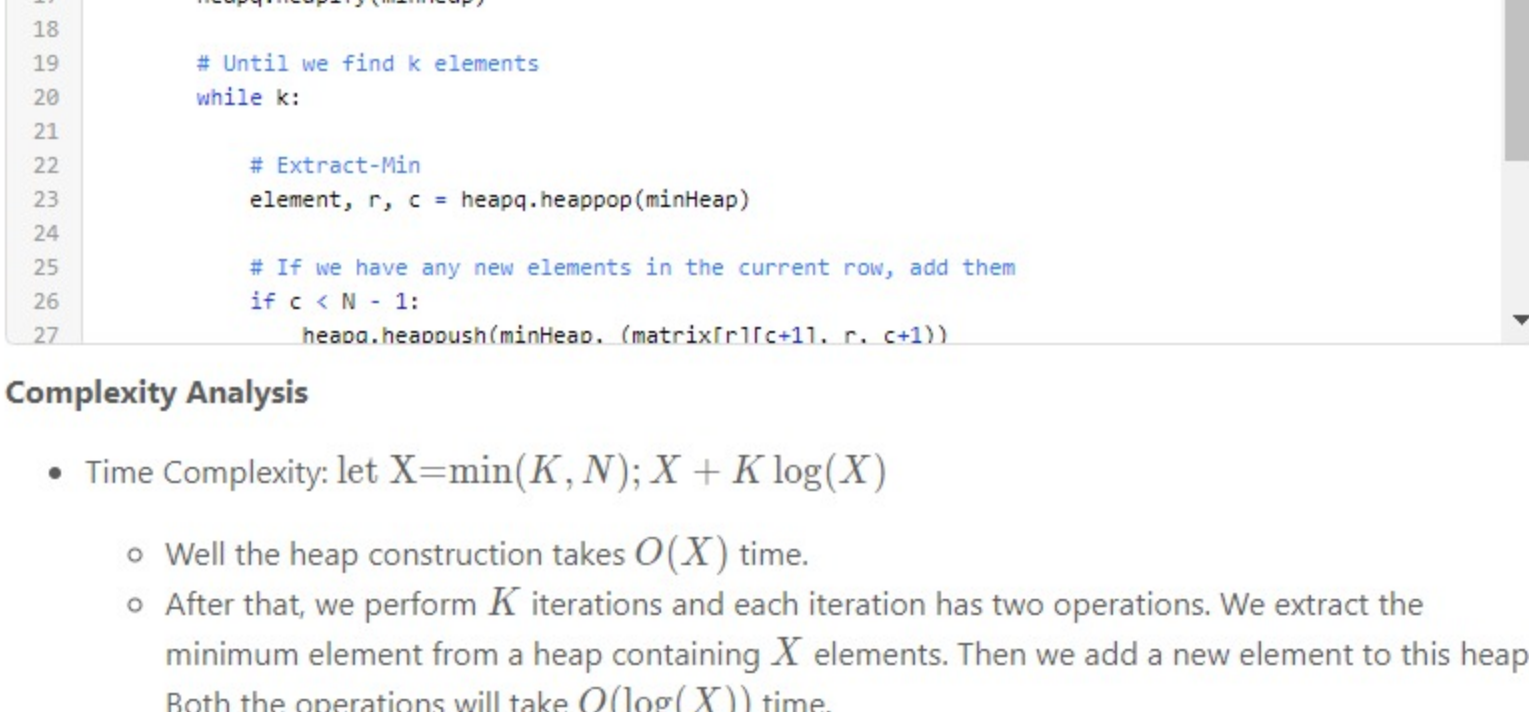 17 heapq.heapify(minHeap)
18
19 # Until we find k elements
20 while k:
21
22 # Extract-Min
23 element, r, c = heapq.heappop(minHeap)
24
25 # If we have any new elements in the current row, add them
26 if c < N - 1:
27 heapq.heappush(minHeap, (matrix[r][c+1], r, c+1))
Complexity Analysis
• Time Complexity: let X=min(K, N); X + K log(X)
○ Well the heap construction takes O(X) time.
○ After that, we perform K iterations and each iteration has two operations. We extract the
minimum element from a heap containing X elements. Then we add a new element to this heap
Both the operations will take O(log(X)) time.